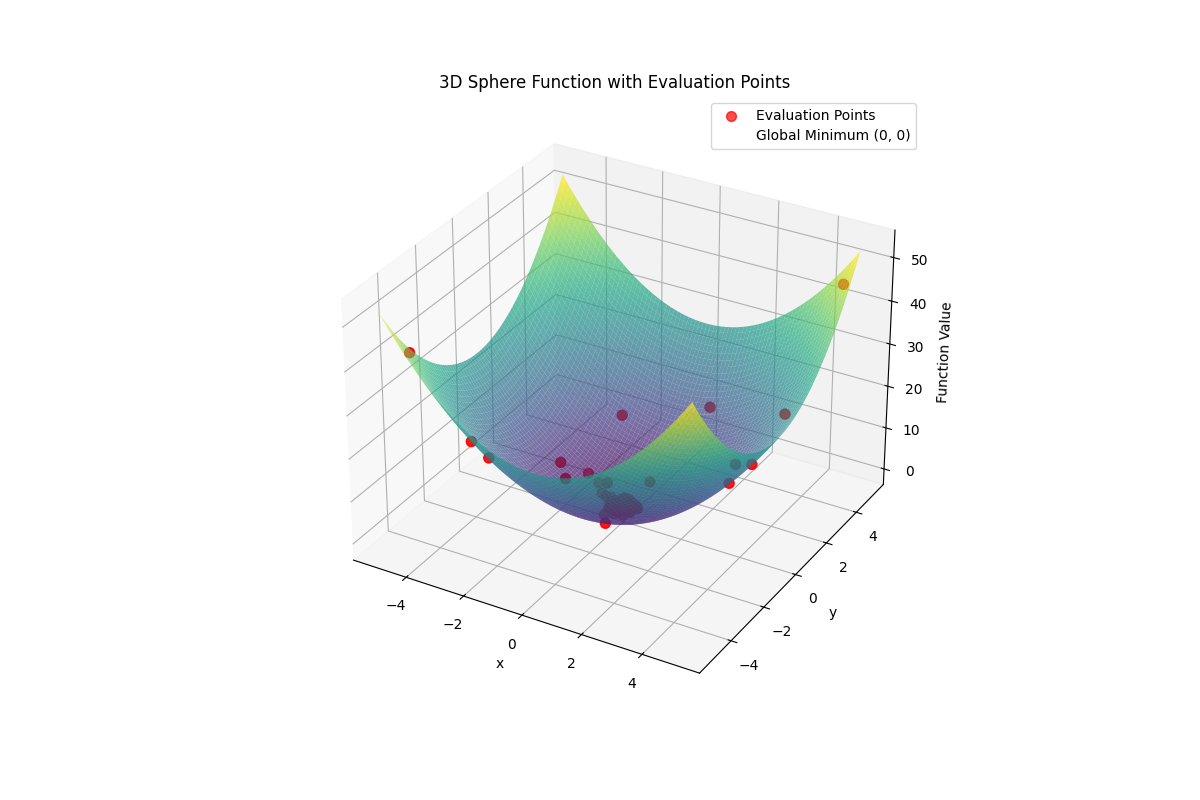 3D Sphere Function with Evaluation Points
Evaluation Points
Global Minimum (0, 0)
50
40
30
20
10
0
Function Value
4
2
0
−2
−4
y
−4
−2
0
2
4
x